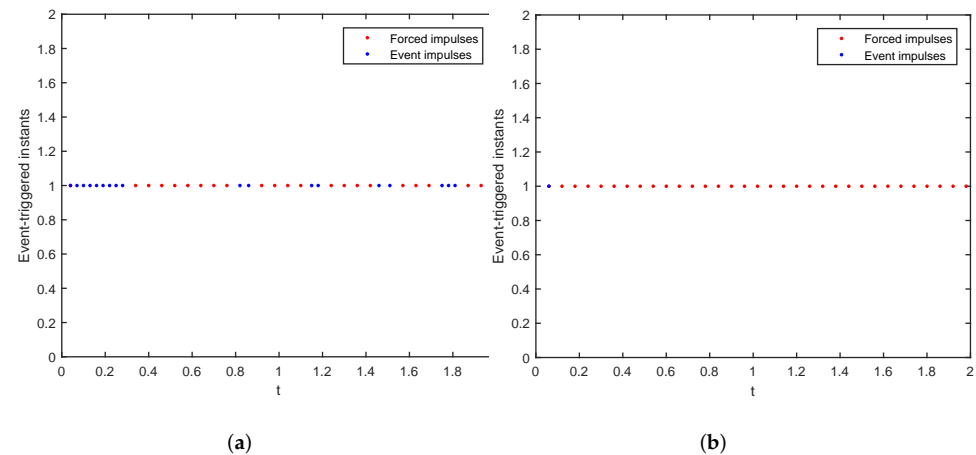 2
1.8
1.6
1.4
1.2
1
0.8
0.6
0.4
0.2
0
Event-triggered instants
Forced impulses
Event impulses
0 0.2 0.4 0.6 0.8 1 1.2 1.4 1.6 1.8
t
(a)
2
1.8
1.6
1.4
1.2
1
0.8
0.6
0.4
0.2
0
Event-triggered instants
Forced impulses
Event impulses
0 0.2 0.4 0.6 0.8 1 1.2 1.4 1.6 1.8 2
t
(b)